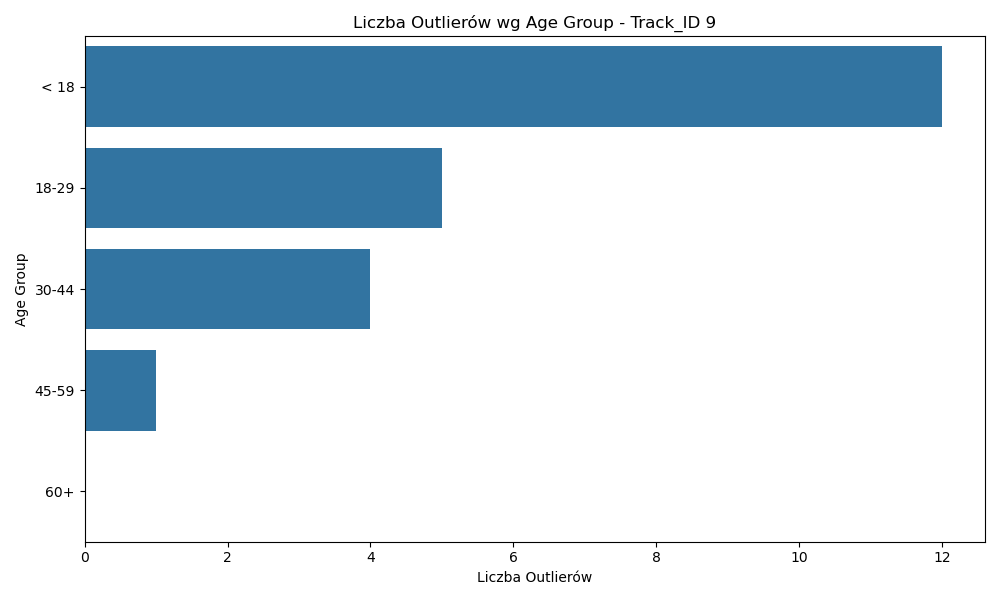 Liczba Outlierów wg Age Group - Track_ID 9
Age Group
< 18
18-29
30-44
45-59
60+
0 2 4 6 8 10 12
Liczba Outlierów